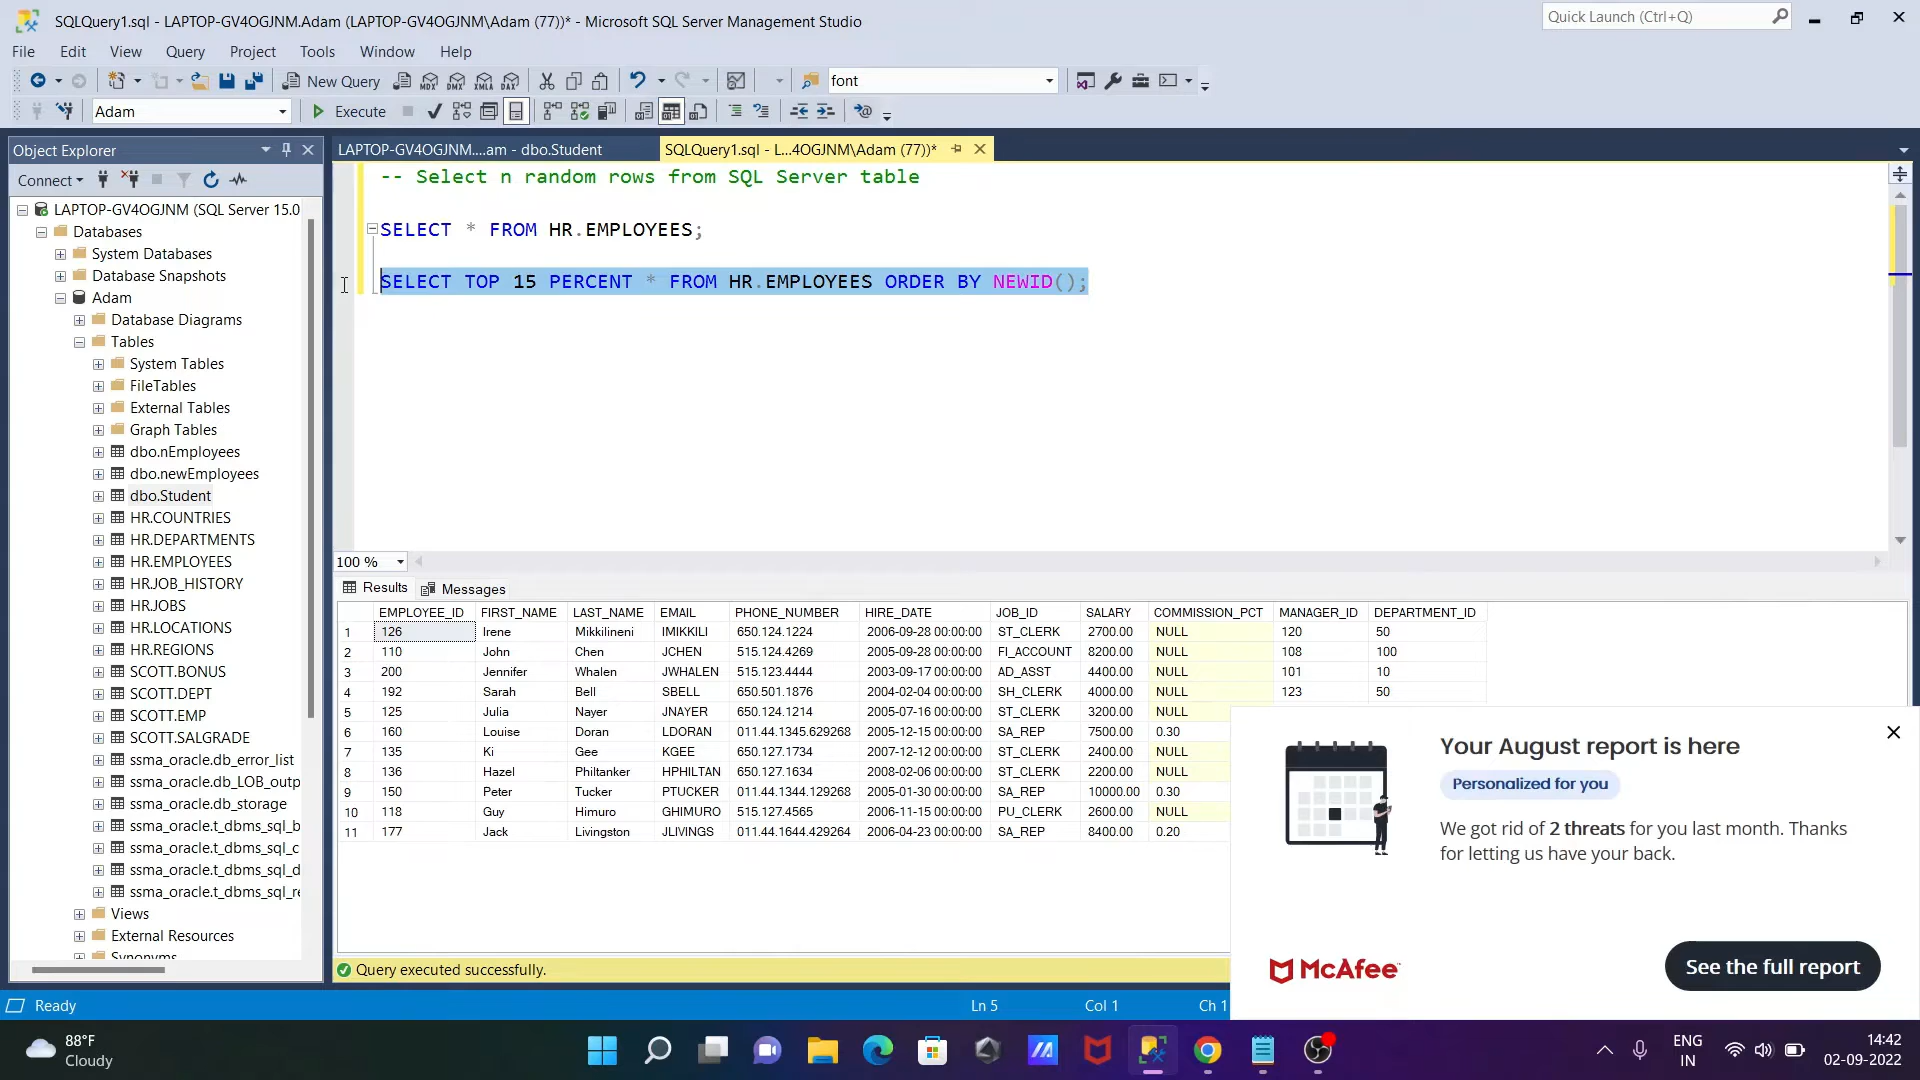 SQLQuery1.sql - LAPTOP-GV4OGJNM.Adam (LAPTOP-GV4OGJNM\Adam (77))* - Microsoft SQL Server Management Studio
Quick Launch (Ctrl+Q)
File Edit View Query Project Tools Window Help
New Query MDX DMX XMLA DAX font
Adam Execute
Object Explorer
Connect
LAPTOP-GV4OGJNM (SQL Server 15.0
Databases
System Databases
Database Snapshots
Adam
Database Diagrams
Tables
System Tables
FileTables
External Tables
Graph Tables
dbo.nEmployees
dbo.newEmployees
dbo.Student
HR.COUNTRIES
HR.DEPARTMENTS
HR.EMPLOYEES
HR.JOB_HISTORY
HR.JOBS
HR.LOCATIONS
HR.REGIONS
SCOTT.BONUS
SCOTT.DEPT
SCOTT.EMP
SCOTT.SALGRADE
ssma_oracle.db_error_list
ssma_oracle.db_LOB_outp
ssma_oracle.db_storage
ssma_oracle.t_dbms_sql_b
ssma_oracle.t_dbms_sql_c
ssma_oracle.t_dbms_sql_d
ssma_oracle.t_dbms_sql_re
Views
External Resources
Synonyms
LAPTOP-GV4OGJNM....am - dbo.Student SQLQuery1.sql - L...4OGJNM\Adam (77))*
-- Select n random rows from SQL Server table
SELECT * FROM HR.EMPLOYEES;
SELECT TOP 15 PERCENT * FROM HR.EMPLOYEES ORDER BY NEWID();
100 %
Results Messages
EMPLOYEE_ID FIRST_NAME LAST_NAME EMAIL PHONE_NUMBER HIRE_DATE JOB_ID SALARY COMMISSION_PCT MANAGER_ID DEPARTMENT_ID
1 126 Irene Mikkilineni IMIKKILI 650.124.1224 2006-09-28 00:00:00 ST_CLERK 2700.00 NULL 120 50
2 110 John Chen JCHEN 515.124.4269 2005-09-28 00:00:00 FI_ACCOUNT 8200.00 NULL 108 100
3 200 Jennifer Whalen JWHALEN 515.123.4444 2003-09-17 00:00:00 AD_ASST 4400.00 NULL 101 10
4 192 Sarah Bell SBELL 650.501.1876 2004-02-04 00:00:00 SH_CLERK 4000.00 NULL 123 50
5 125 Julia Nayer JNAYER 650.124.1214 2005-07-16 00:00:00 ST_CLERK 3200.00 NULL
6 160 Louise Doran LDORAN 011.44.1345.629268 2005-12-15 00:00:00 SA_REP 7500.00 0.30
7 135 Ki Gee KGEE 650.127.1734 2007-12-12 00:00:00 ST_CLERK 2400.00 NULL
8 136 Hazel Philtanker HPHILTAN 650.127.1634 2008-02-06 00:00:00 ST_CLERK 2200.00 NULL
9 150 Peter Tucker PTUCKER 011.44.1344.129268 2005-01-30 00:00:00 SA_REP 10000.00 0.30
10 118 Guy Himuro GHIMURO 515.127.4565 2006-11-15 00:00:00 PU_CLERK 2600.00 NULL
11 177 Jack Livingston JLIVINGS 011.44.1644.429264 2006-04-23 00:00:00 SA_REP 8400.00 0.20
Your August report is here
Personalized for you
We got rid of 2 threats for you last month. Thanks
for letting us have your back.
McAfee
See the full report
Query executed successfully.
Ready Ln 5 Col 1 Ch 1
88°F
Cloudy
ENG
IN
14:42
02-09-2022